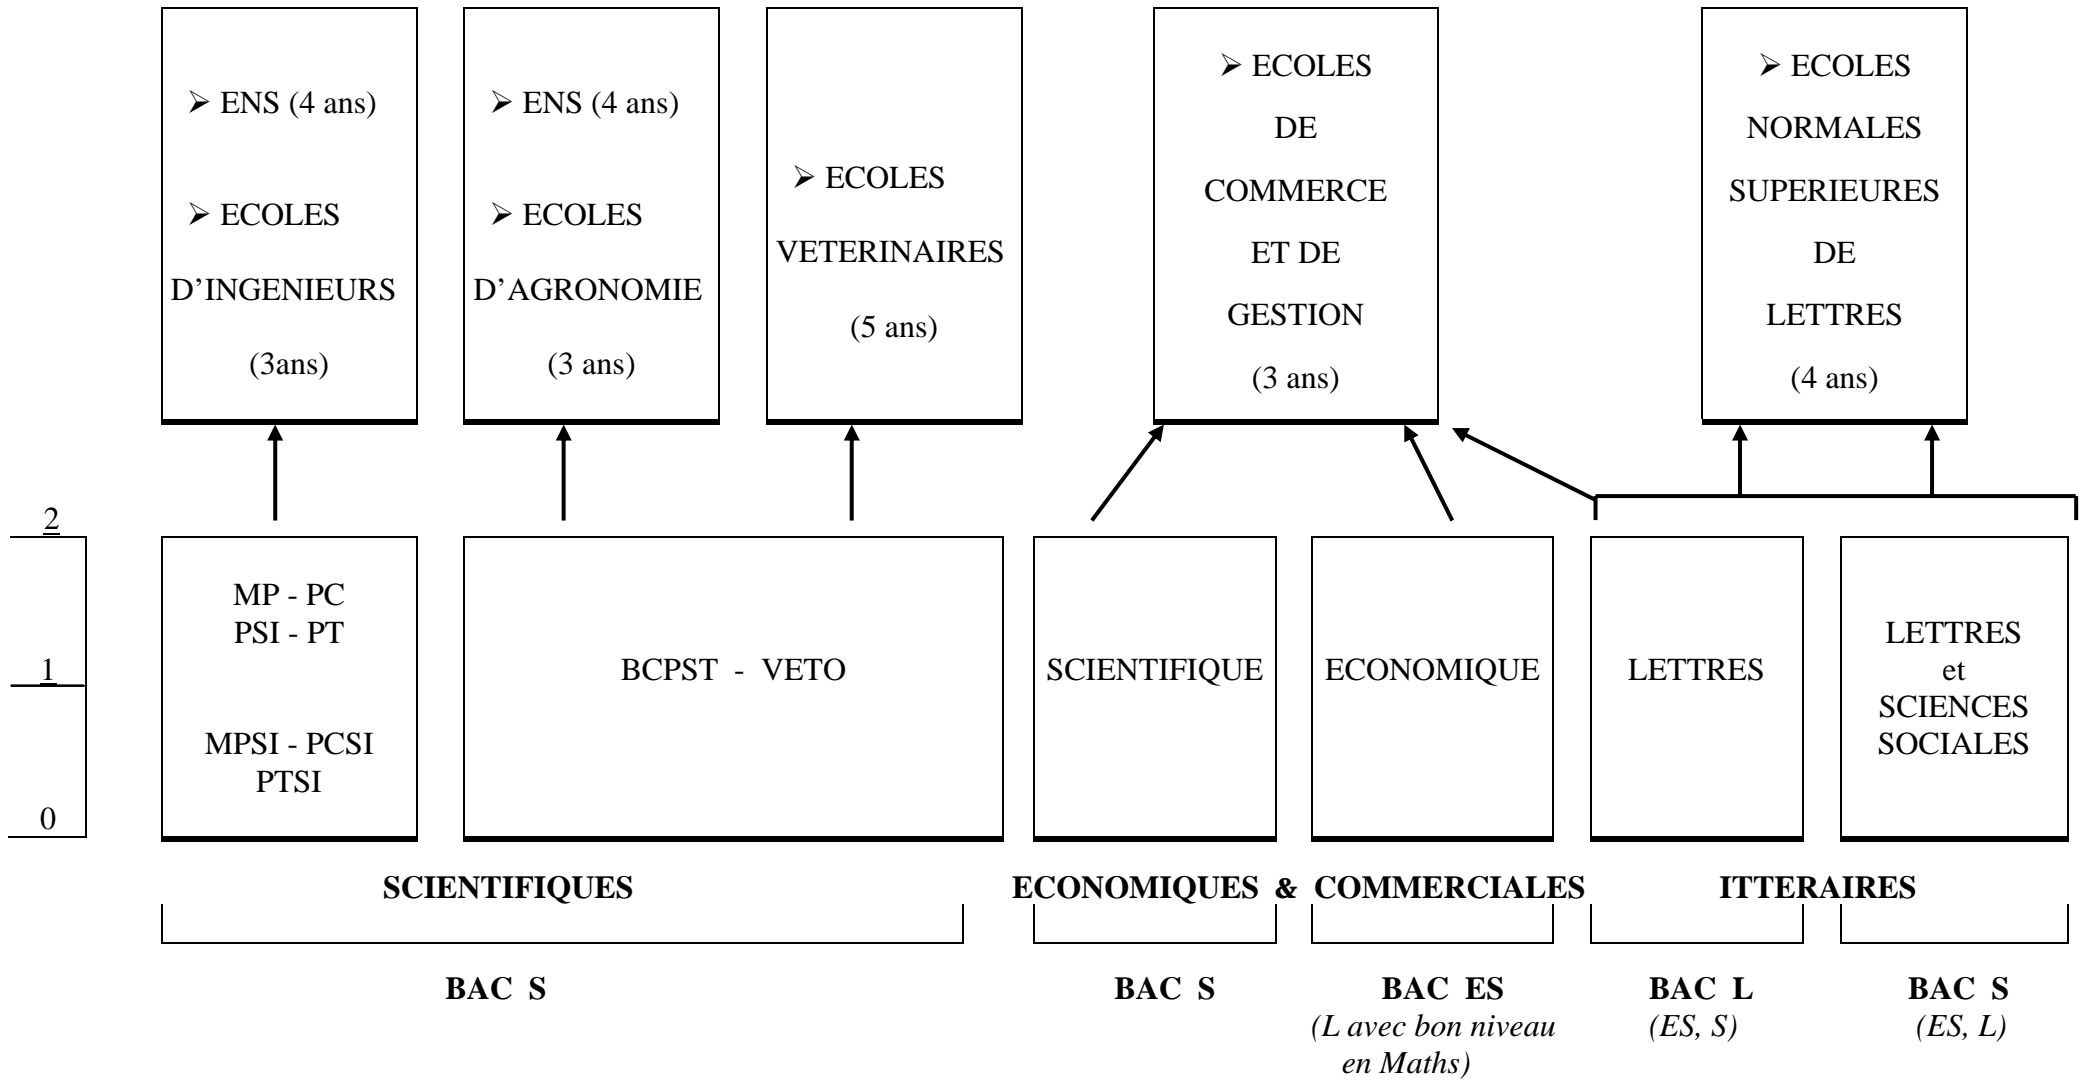 ➢ ENS (4 ans)
➢ ECOLES
D’INGENIEURS
(3ans)
➢ ENS (4 ans)
➢ ECOLES
D’AGRONOMIE
(3 ans)
➢ ECOLES
VETERINAIRES
(5 ans)
➢ ECOLES
DE
COMMERCE
ET DE
GESTION
(3 ans)
➢ ECOLES
NORMALES
SUPERIEURES
DE
LETTRES
(4 ans)
2
1
0
MP - PC
PSI - PT
MPSI - PCSI
PTSI
BCPST - VETO
SCIENTIFIQUE
ECONOMIQUE
LETTRES
LETTRES
et
SCIENCES
SOCIALES
SCIENTIFIQUES
ECONOMIQUES & COMMERCIALES
ITTERAIRES
BAC S
BAC S
BAC ES
(L avec bon niveau
en Maths)
BAC L
(ES, S)
BAC S
(ES, L)